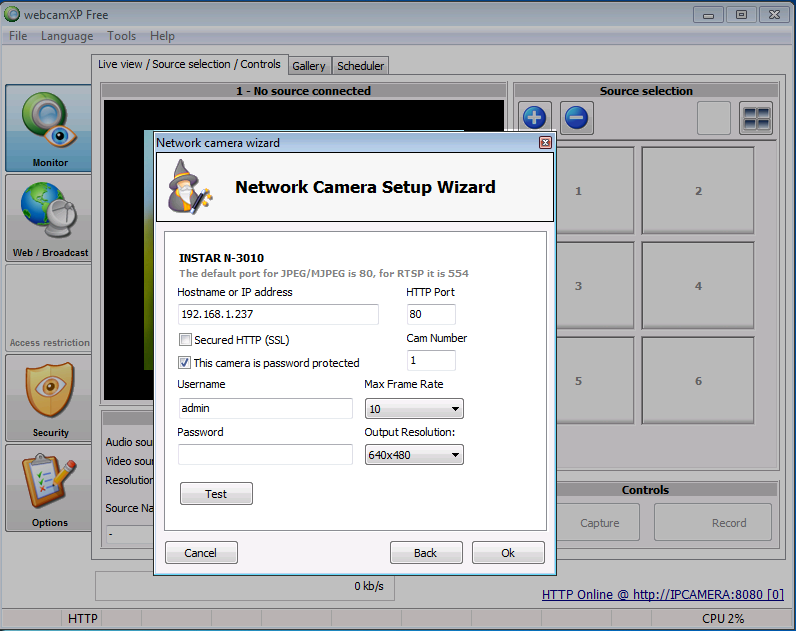 webcamXP Free
File Language Tools Help
Live view / Source selection / Controls Gallery Scheduler
1 - No source connected
Source selection
Monitor
Web / Broadcast
Access restriction
Security
Options
Network camera wizard
Network Camera Setup Wizard
INSTAR N-3010
The default port for JPEG/MJPEG is 80, for RTSP it is 554
Hostname or IP address HTTP Port
192.168.1.237 80
Secured HTTP (SSL) Cam Number
This camera is password protected 1
Username Max Frame Rate
admin 10
Password Output Resolution:
640x480
Test
Cancel Back Ok
1 2
3 4
5 6
Audio sou
Video sour
Resolution
Source Na
-
Controls
Capture Record
0 kb/s
HTTP Online @ http://IPCAMERA:8080 [0]
HTTP CPU 2%